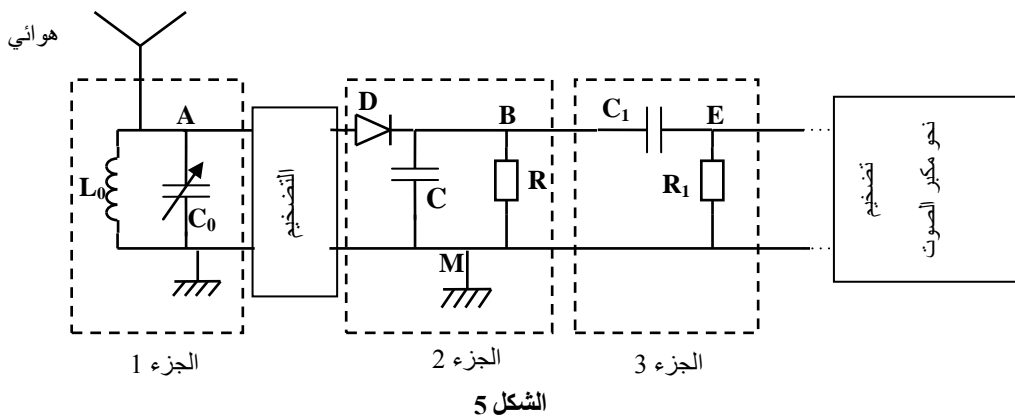 هوائي
A
D
B
C₁
E
L₀
C₀
التضخيم
C
R
R₁
تضخيم
نحو مكبر الصوت
M
الجزء 1
الجزء 2
الجزء 3
الشكل 5